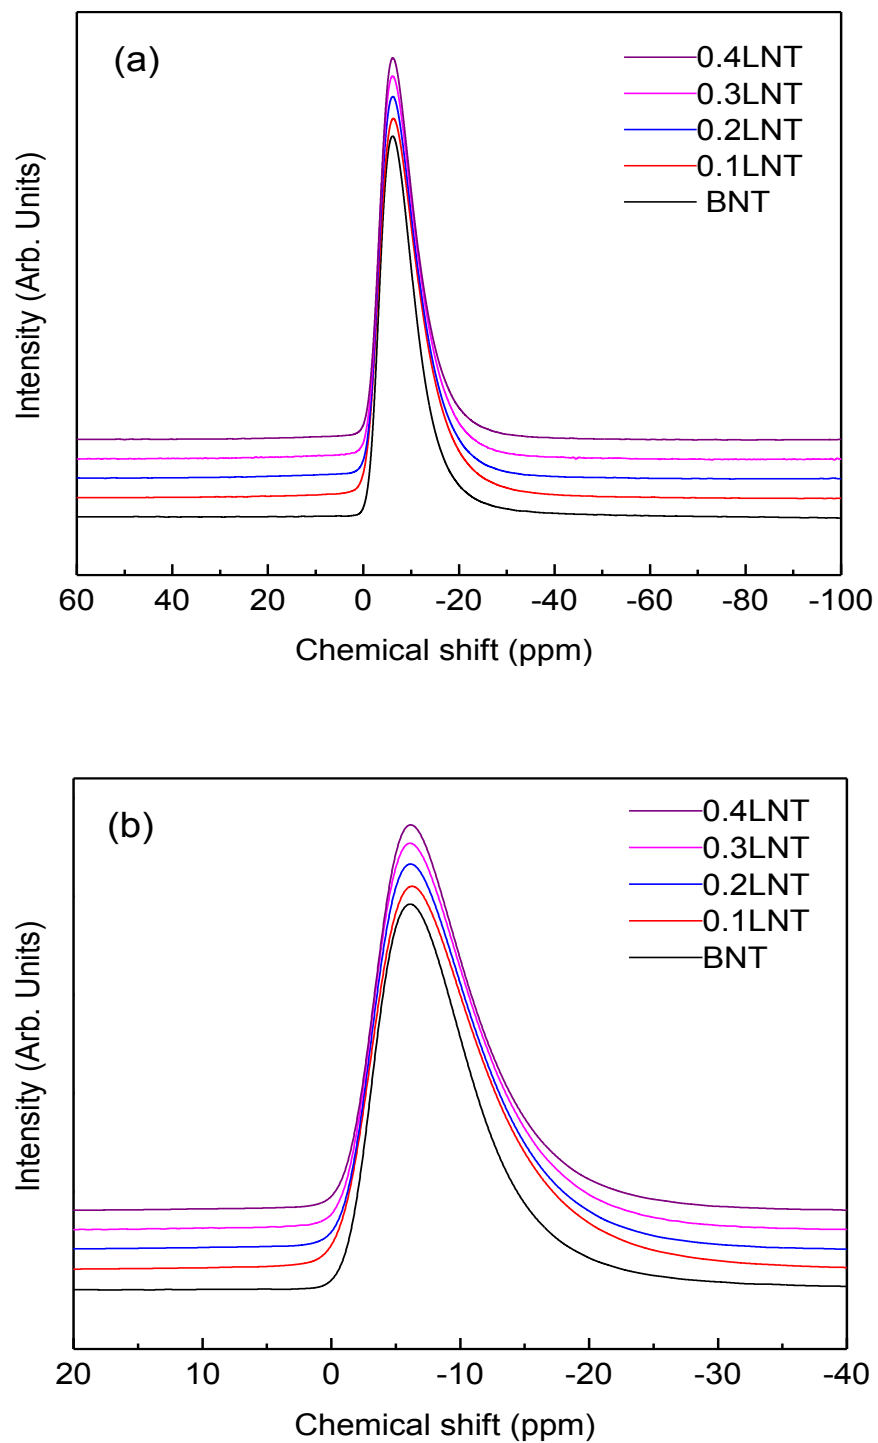 (a)
0.4LNT
0.3LNT
0.2LNT
0.1LNT
BNT
Intensity (Arb. Units)
60 40 20 0 -20 -40 -60 -80 -100
Chemical shift (ppm)
(b)
0.4LNT
0.3LNT
0.2LNT
0.1LNT
BNT
Intensity (Arb. Units)
20 10 0 -10 -20 -30 -40
Chemical shift (ppm)